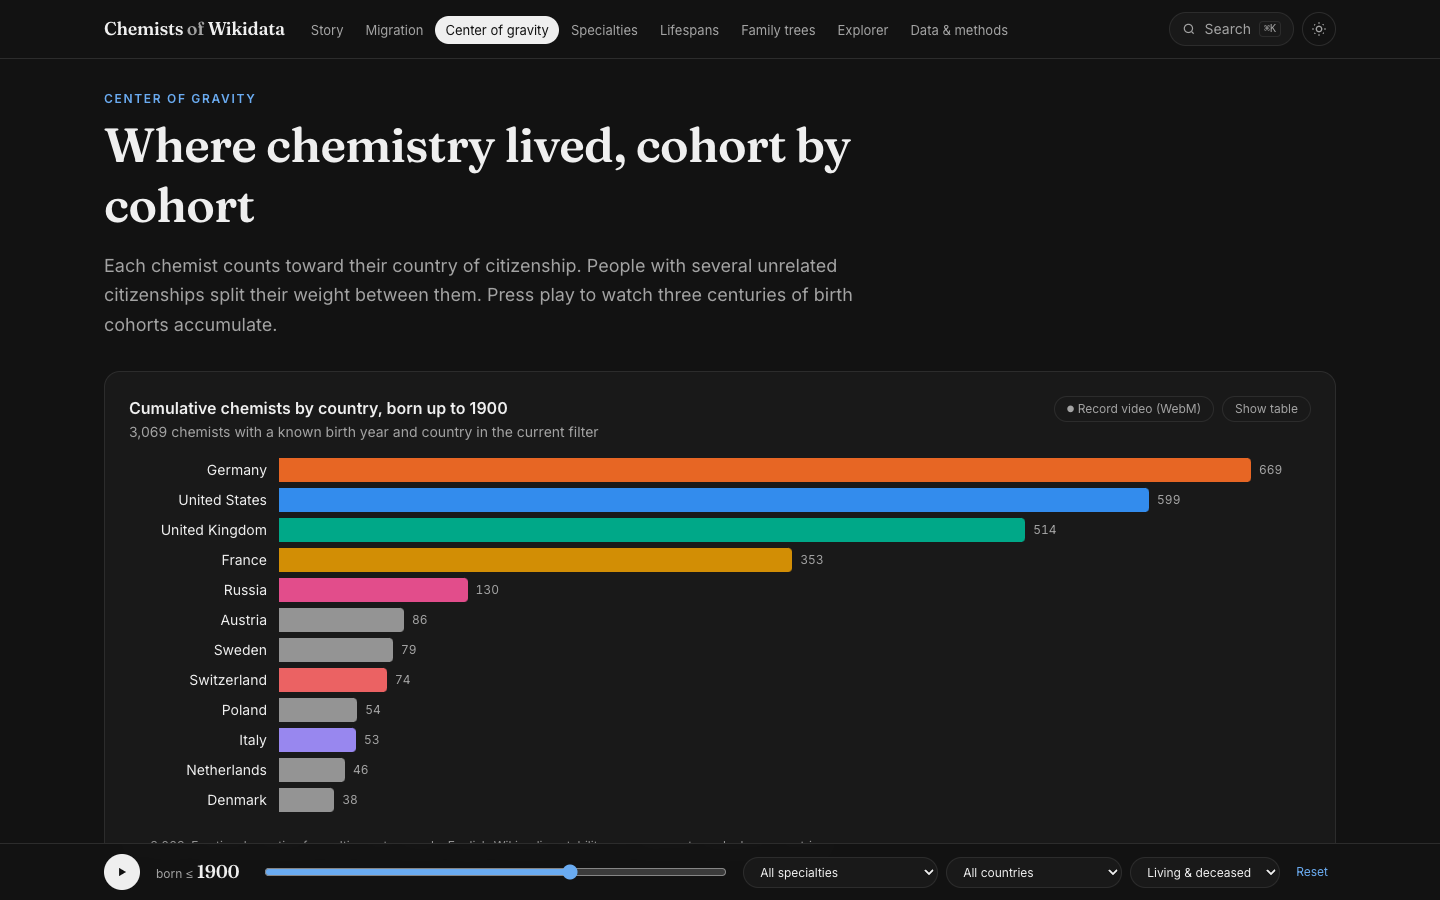 Chemists of Wikidata
Story
Migration
Center of gravity
Specialties
Lifespans
Family trees
Explorer
Data & methods
Search ⌘K
CENTER OF GRAVITY
Where chemistry lived, cohort by
cohort
Each chemist counts toward their country of citizenship. People with several unrelated
citizenships split their weight between them. Press play to watch three centuries of birth
cohorts accumulate.
Cumulative chemists by country, born up to 1900
3,069 chemists with a known birth year and country in the current filter
Record video (WebM)
Show table
Germany 669
United States 599
United Kingdom 514
France 353
Russia 130
Austria 86
Sweden 79
Switzerland 74
Poland 54
Italy 53
Netherlands 46
Denmark 38
born ≤ 1900
All specialties
All countries
Living & deceased
Reset